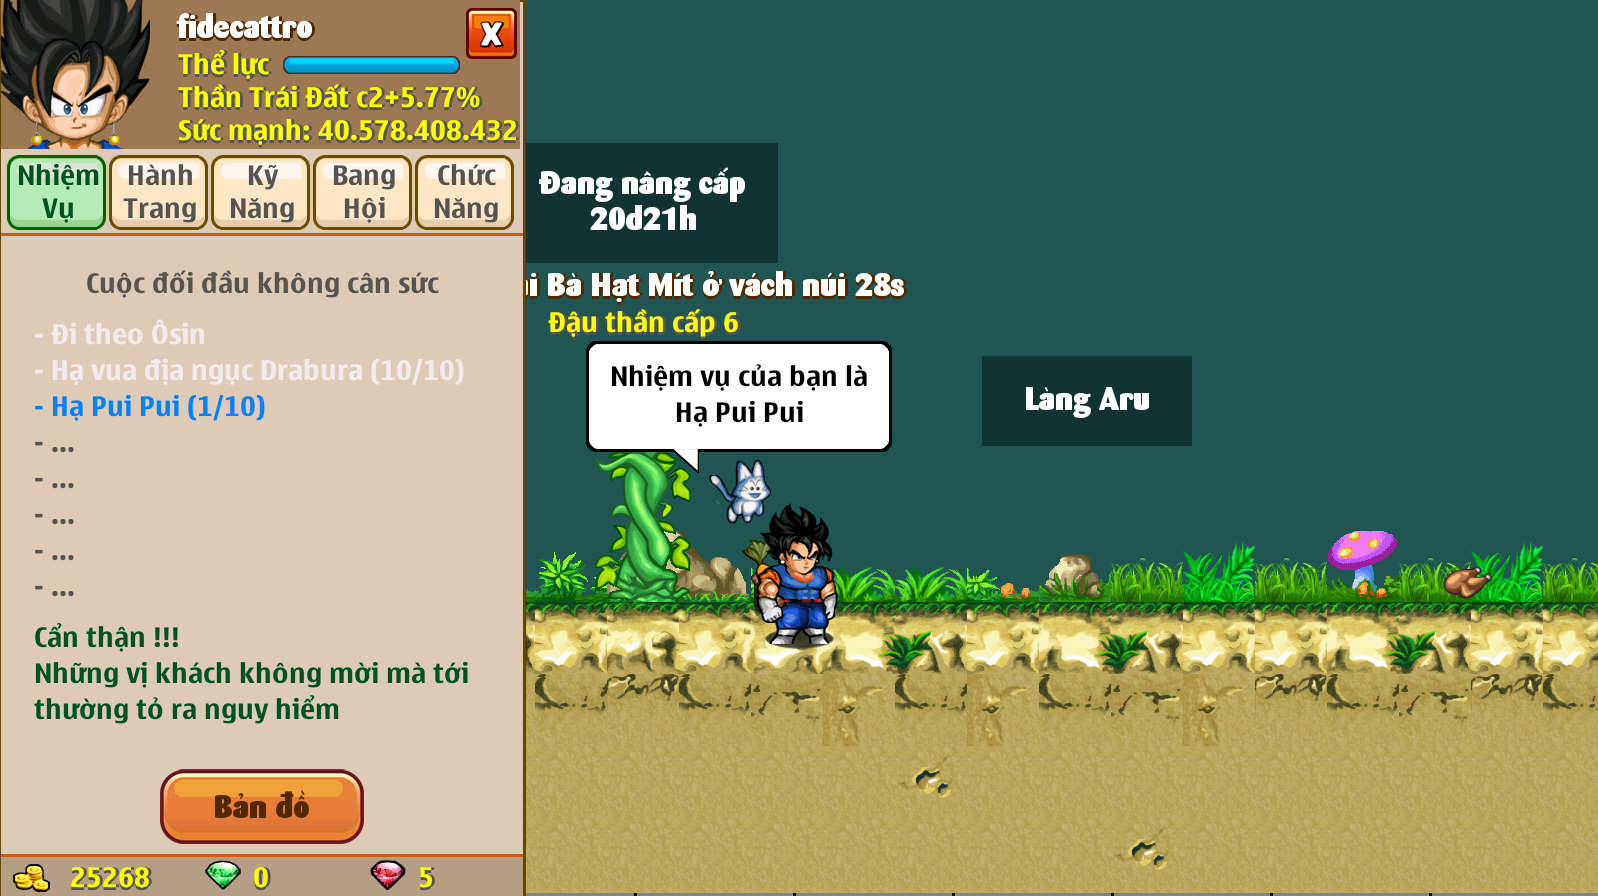 fidecattro
X
Thể lực
Thần Trái Đất c2+5.77%
Sức mạnh: 40.578.408.432
Nhiệm Vụ
Hành Trang
Kỹ Năng
Bang Hội
Chức Năng
Cuộc đối đầu không cân sức
- Đi theo Ôsin
- Hạ vua địa ngục Drabura (10/10)
- Hạ Pui Pui (1/10)
- ...
- ...
- ...
- ...
- ...
Cẩn thận !!!
Những vị khách không mời mà tới
thường tỏ ra nguy hiểm
Bản đồ
25268
0
5
Đang nâng cấp
20d21h
Bà Hạt Mít ở vách núi 28s
Đậu thần cấp 6
Nhiệm vụ của bạn là
Hạ Pui Pui
Làng Aru